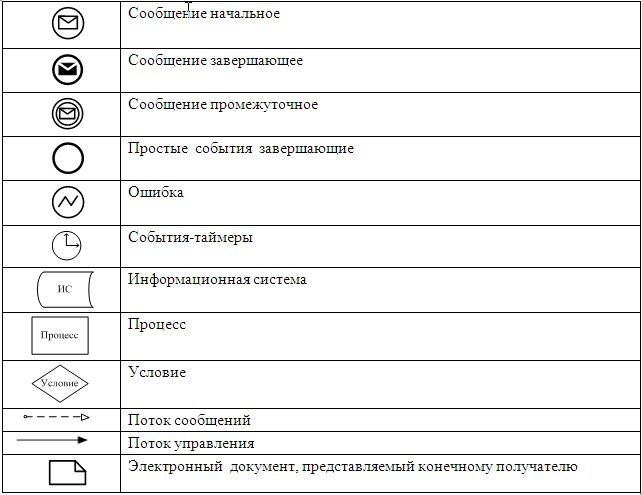 Сообщение начальное
Сообщение завершающее
Сообщение промежуточное
Простые события завершающие
Ошибка
События-таймеры
ИС
Информационная система
Процесс
Процесс
Условие
Условие
Поток сообщений
Поток управления
Электронный документ, представляемый конечному получателю